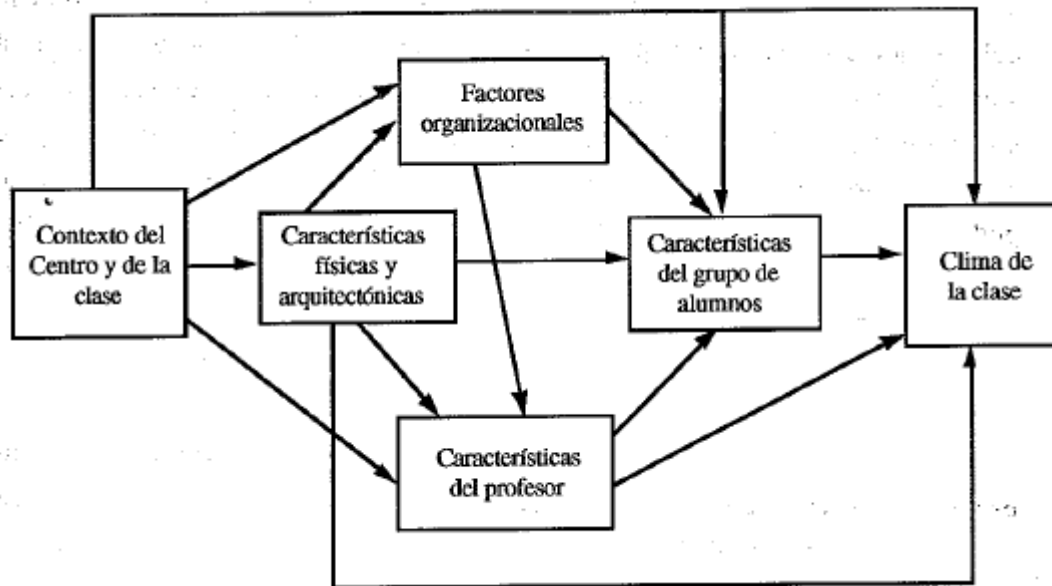 Factores
organizacionales
Contexto del
Centro y de la
clase
Características
físicas y
arquitectónicas
Características
del grupo de
alumnos
Clima de
la clase
Características
del profesor